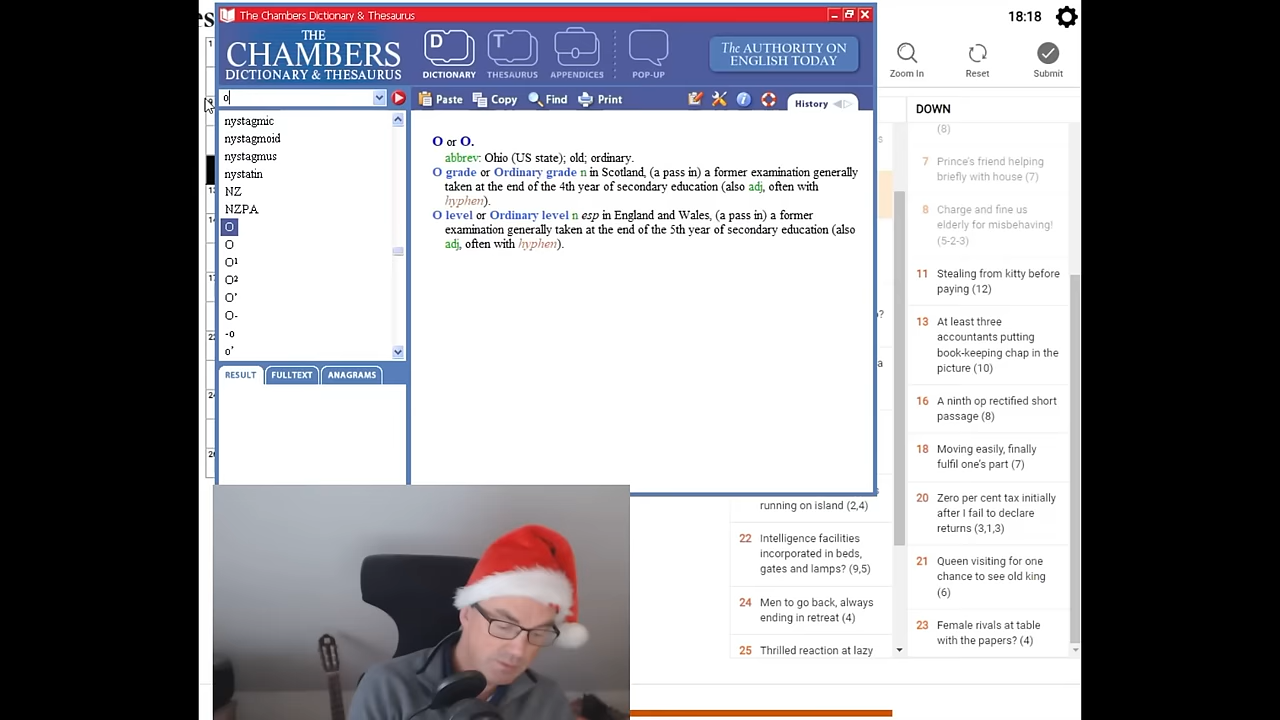 The Chambers Dictionary & Thesaurus
THE
CHAMBERS
DICTIONARY & THESAURUS
D
DICTIONARY
T
THESAURUS
APPENDICES
POP-UP
The AUTHORITY ON
ENGLISH TODAY
18:18
Zoom In
Reset
Submit
o
Paste
Copy
Find
Print
History
nystagmic
nystagmoid
nystagmus
nystatin
NZ
NZPA
O
O
O¹
O²
O'
O-
-o
o'
RESULT
FULLTEXT
ANAGRAMS
O or O.
abbrev: Ohio (US state); old; ordinary.
O grade or Ordinary grade n in Scotland, (a pass in) a former examination generally
taken at the end of the 4th year of secondary education (also adj, often with
hyphen).
O level or Ordinary level n esp in England and Wales, (a pass in) a former
examination generally taken at the end of the 5th year of secondary education (also
adj, often with hyphen).
running on island (2,4)
22 Intelligence facilities
incorporated in beds,
gates and lamps? (9,5)
24 Men to go back, always
ending in retreat (4)
25 Thrilled reaction at lazy
DOWN
(8)
7 Prince's friend helping
briefly with house (7)
8 Charge and fine us
elderly for misbehaving!
(5-2-3)
11 Stealing from kitty before
paying (12)
13 At least three
accountants putting
book-keeping chap in the
picture (10)
16 A ninth op rectified short
passage (8)
18 Moving easily, finally
fulfil one's part (7)
20 Zero per cent tax initially
after I fail to declare
returns (3,1,3)
21 Queen visiting for one
chance to see old king
(6)
23 Female rivals at table
with the papers? (4)